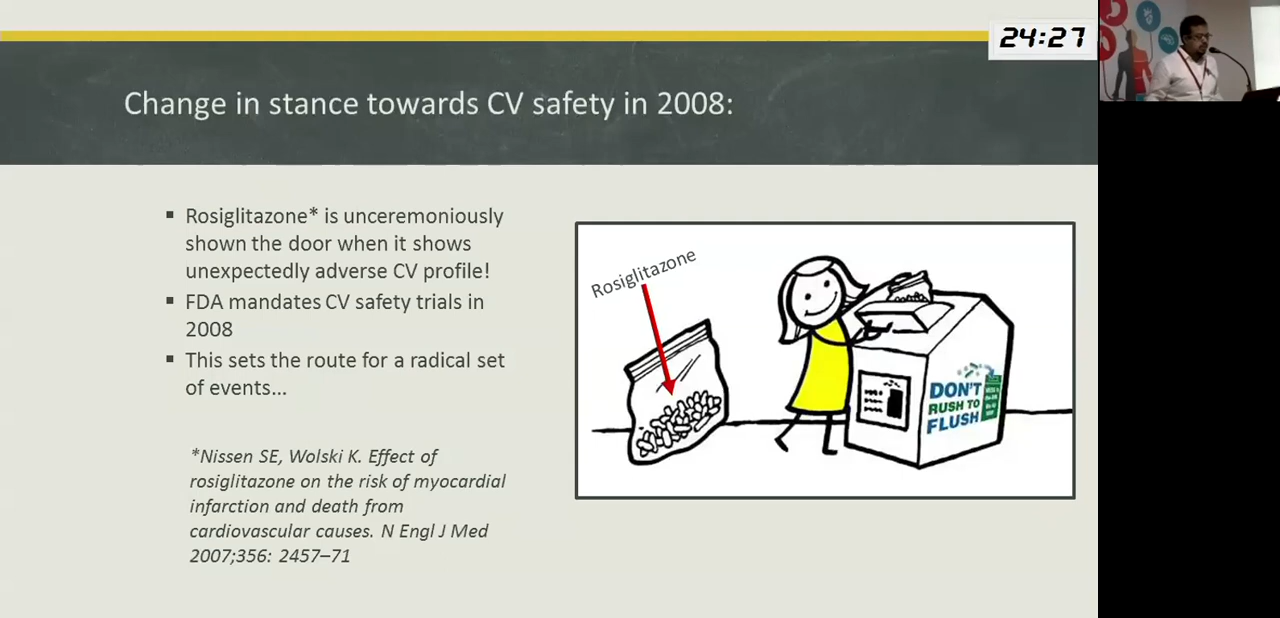 24:27
Change in stance towards CV safety in 2008:
▪ Rosiglitazone* is unceremoniously
shown the door when it shows
unexpectedly adverse CV profile!
▪ FDA mandates CV safety trials in
2008
▪ This sets the route for a radical set
of events...
*Nissen SE, Wolski K. Effect of
rosiglitazone on the risk of myocardial
infarction and death from
cardiovascular causes. N Engl J Med
2007;356: 2457–71
Rosiglitazone
DON'T
RUSH TO
FLUSH